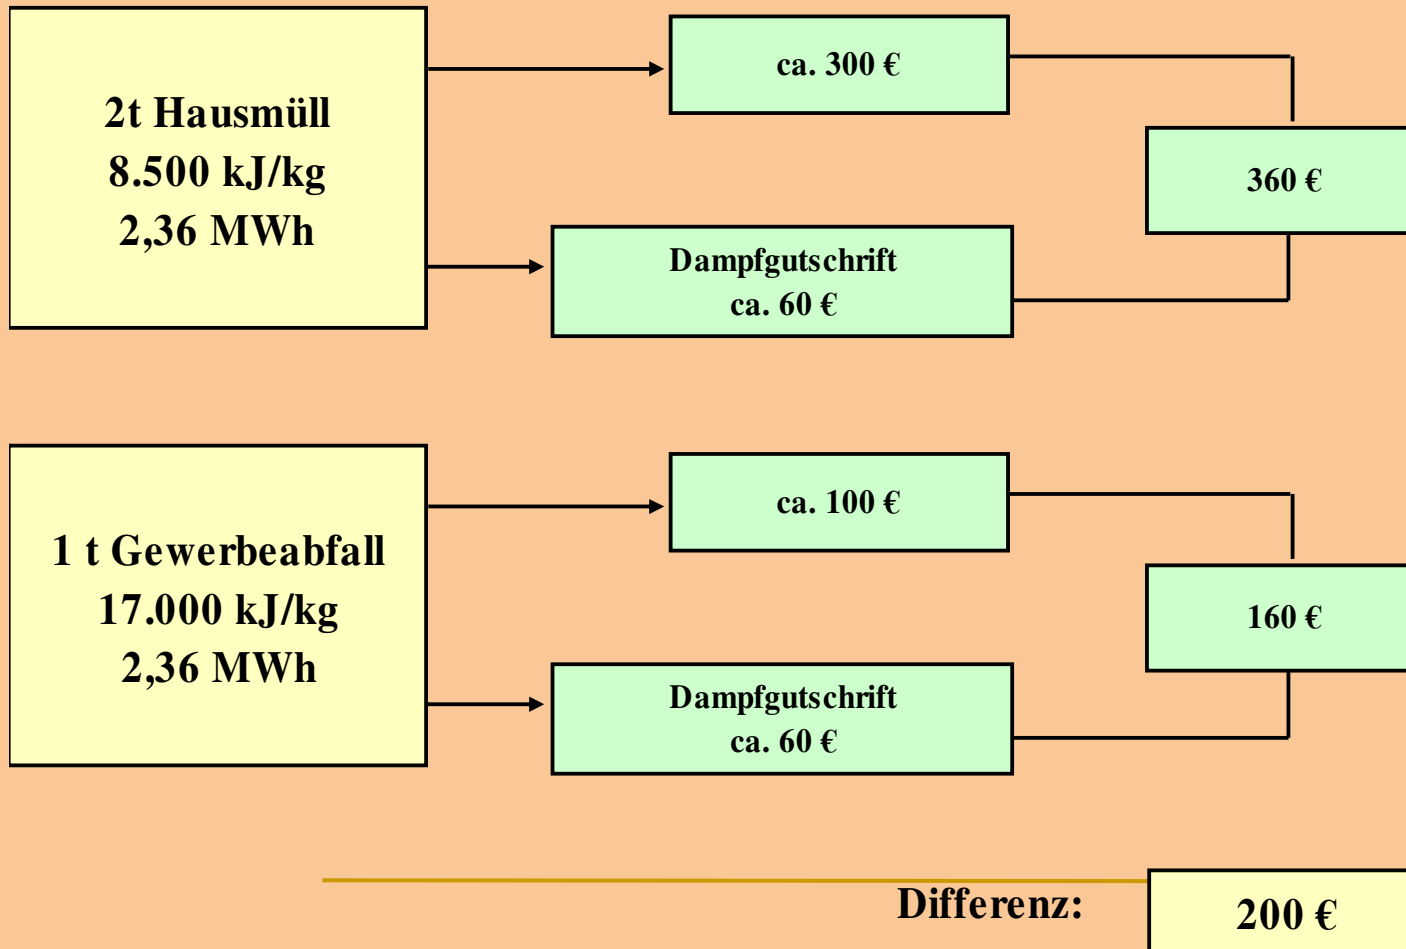 2t Hausmüll
8.500 kJ/kg
2,36 MWh
ca. 300 €
Dampfgutschrift
ca. 60 €
360 €
1 t Gewerbeabfall
17.000 kJ/kg
2,36 MWh
ca. 100 €
Dampfgutschrift
ca. 60 €
160 €
Differenz:
200 €